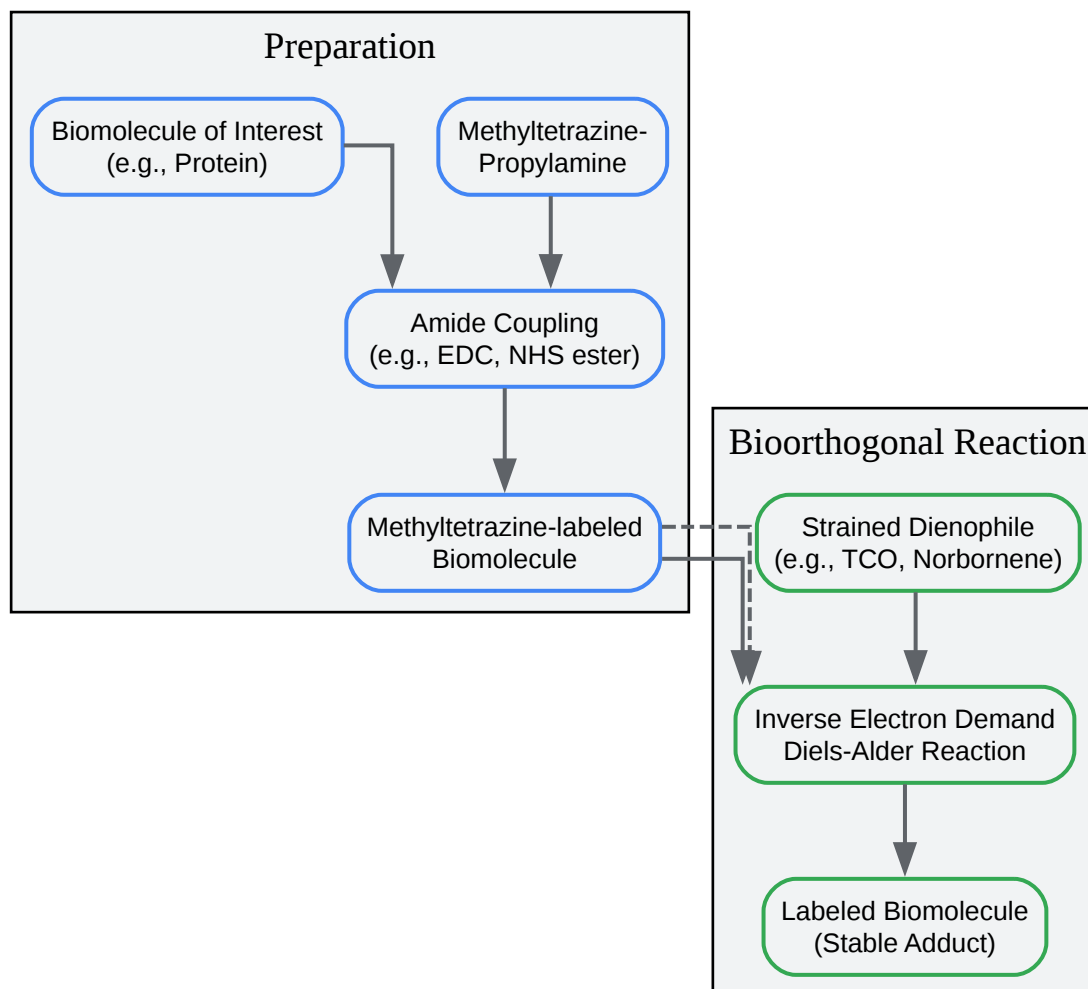 Preparation
Biomolecule of Interest
(e.g., Protein)
Methyltetrazine-
Propylamine
Amide Coupling
(e.g., EDC, NHS ester)
Methyltetrazine-labeled
Biomolecule
Bioorthogonal Reaction
Strained Dienophile
(e.g., TCO, Norbornene)
Inverse Electron Demand
Diels-Alder Reaction
Labeled Biomolecule
(Stable Adduct)